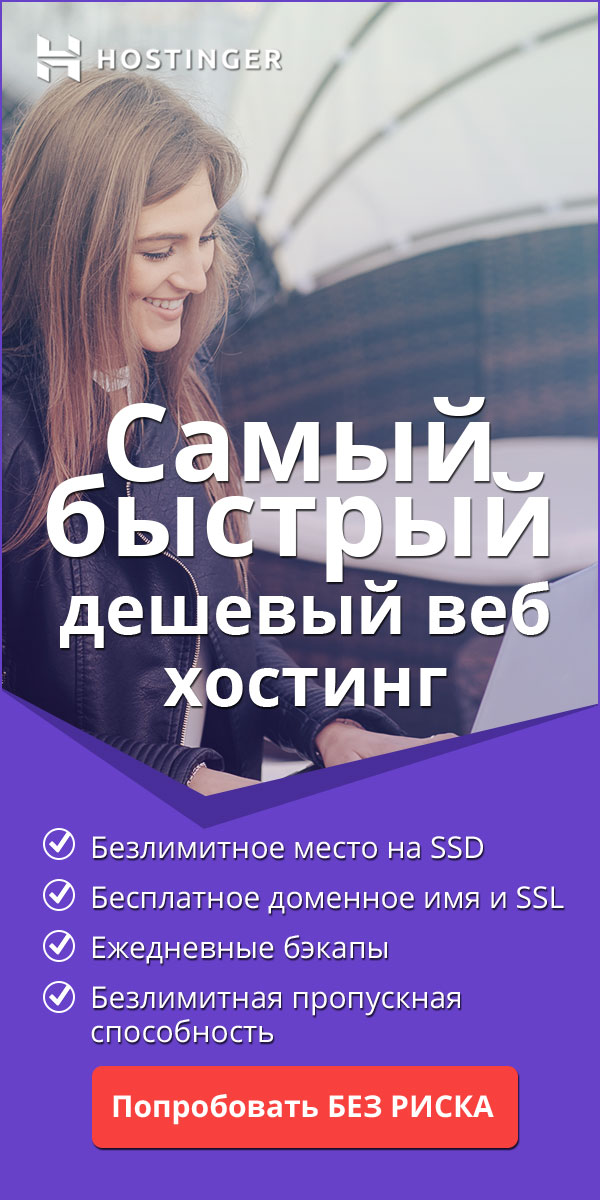 HOSTINGER
Самый
быстрый
дешевый веб
хостинг
Безлимитное место на SSD
Бесплатное доменное имя и SSL
Ежедневные бэкапы
Безлимитная пропускная
способность
Попробовать БЕЗ РИСКА